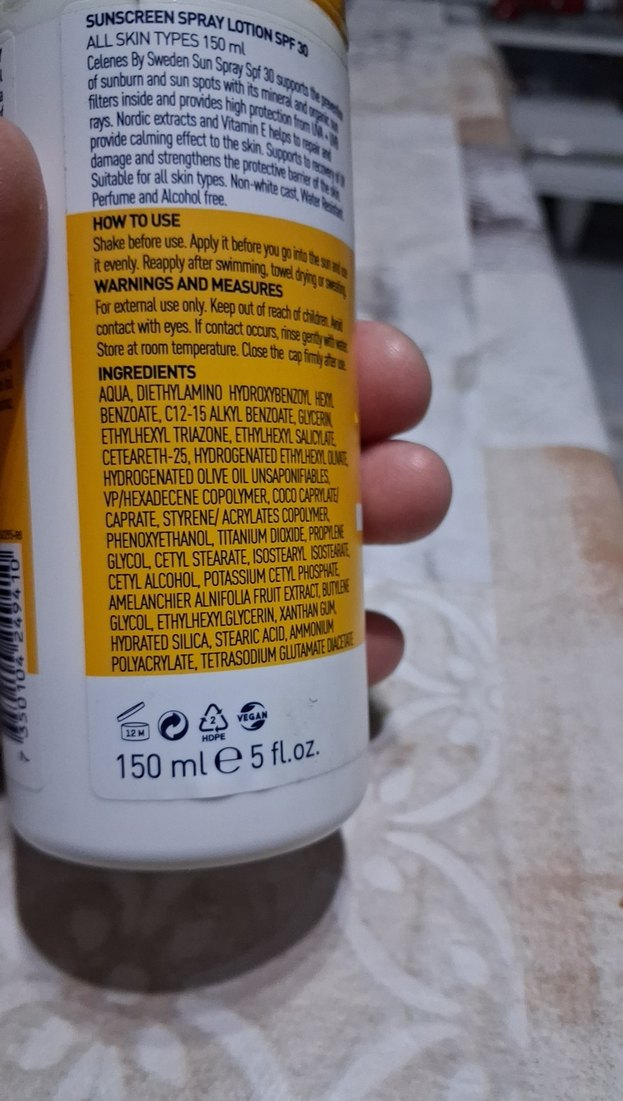 SUNSCREEN SPRAY LOTION SPF 30
ALL SKIN TYPES 150 ml
Celenes By Sweden Sun Spray Spf 30 supports the prevention
of sunburn and sun spots with its mineral and organic sun
filters inside and provides high protection from UVA + UVB
rays. Nordic extracts and Vitamin E helps to repair and
provide calming effect to the skin. Supports to recovery of
damage and strengthens the protective barrier of the skin.
Suitable for all skin types. Non-white cast, Water Resistant,
Perfume and Alcohol free.
HOW TO USE
Shake before use. Apply it before you go into the sun and
it evenly. Reapply after swimming, towel drying or sweating.
WARNINGS AND MEASURES
For external use only. Keep out of reach of children. Avoid
contact with eyes. If contact occurs, rinse gently with water.
Store at room temperature. Close the cap firmly after use.
INGREDIENTS
AQUA, DIETHYLAMINO HYDROXYBENZOYL HEXYL
BENZOATE, C12-15 ALKYL BENZOATE, GLYCERIN,
ETHYLHEXYL TRIAZONE, ETHYLHEXYL SALICYLATE,
CETEARETH-25, HYDROGENATED ETHYLHEXYL OLIVATE,
HYDROGENATED OLIVE OIL UNSAPONIFIABLES,
VP/HEXADECENE COPOLYMER, COCO CAPRYLATE/
CAPRATE, STYRENE/ ACRYLATES COPOLYMER,
PHENOXYETHANOL, TITANIUM DIOXIDE, PROPYLENE
GLYCOL, CETYL STEARATE, ISOSTEARYL ISOSTEARATE,
CETYL ALCOHOL, POTASSIUM CETYL PHOSPHATE,
AMELANCHIER ALNIFOLIA FRUIT EXTRACT, BUTYLENE
GLYCOL, ETHYLHEXYLGLYCERIN, XANTHAN GUM,
HYDRATED SILICA, STEARIC ACID, AMMONIUM
POLYACRYLATE, TETRASODIUM GLUTAMATE DIACETATE
12 M
2
HDPE
VEGAN
150 ml e 5 fl.oz.
7 350104 249410